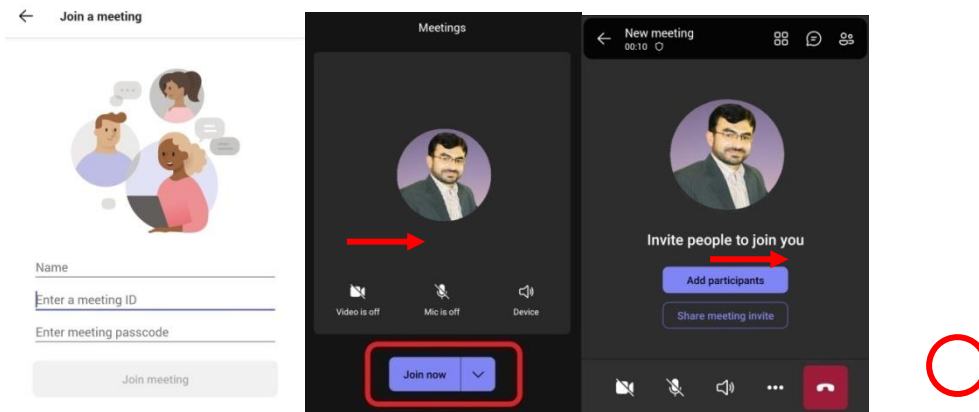 Join a meeting
Name
Enter a meeting ID
Enter meeting passcode
Join meeting
Meetings
Video is off
Mic is off
Device
Join now
New meeting
00:10
Invite people to join you
Add participants
Share meeting invite